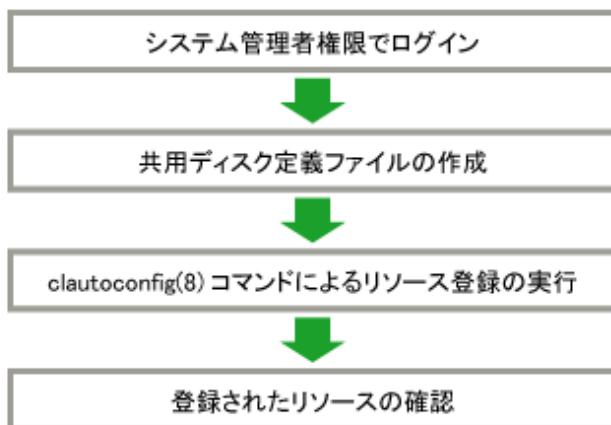 システム管理者権限でログイン
共用ディスク定義ファイルの作成
clautoconfig(8) コマンドによるリソース登録の実行
登録されたリソースの確認